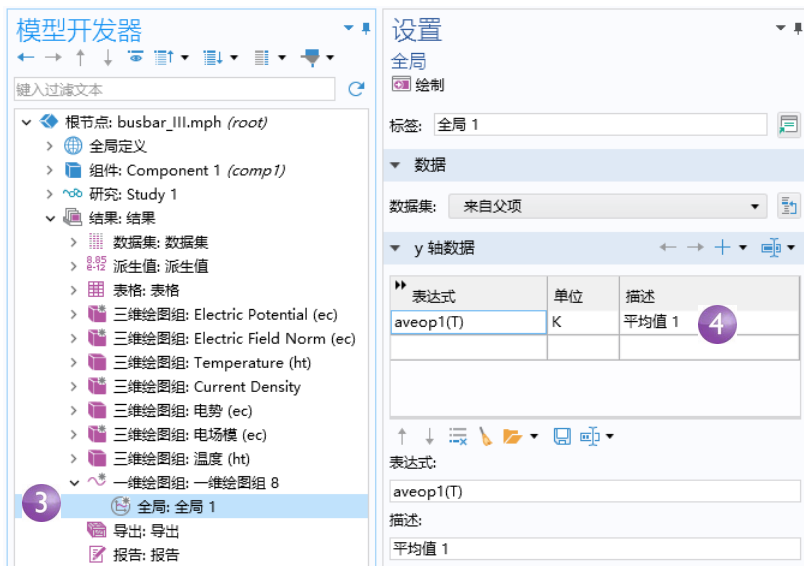 模型开发器
键入过滤文本
根节点: busbar_III.mph (root)
全局定义
组件: Component 1 (comp1)
研究: Study 1
结果: 结果
数据集: 数据集
8.85
e-12 派生值: 派生值
表格: 表格
三维绘图组: Electric Potential (ec)
三维绘图组: Electric Field Norm (ec)
三维绘图组: Temperature (ht)
三维绘图组: Current Density
三维绘图组: 电势 (ec)
三维绘图组: 电场模 (ec)
三维绘图组: 温度 (ht)
一维绘图组: 一维绘图组 8
3 全局: 全局 1
导出: 导出
报告: 报告
设置
全局
绘制
标签: 全局 1
数据
数据集: 来自父项
y 轴数据
表达式 单位 描述
aveop1(T) K 平均值 1 4
表达式:
aveop1(T)
描述:
平均值 1